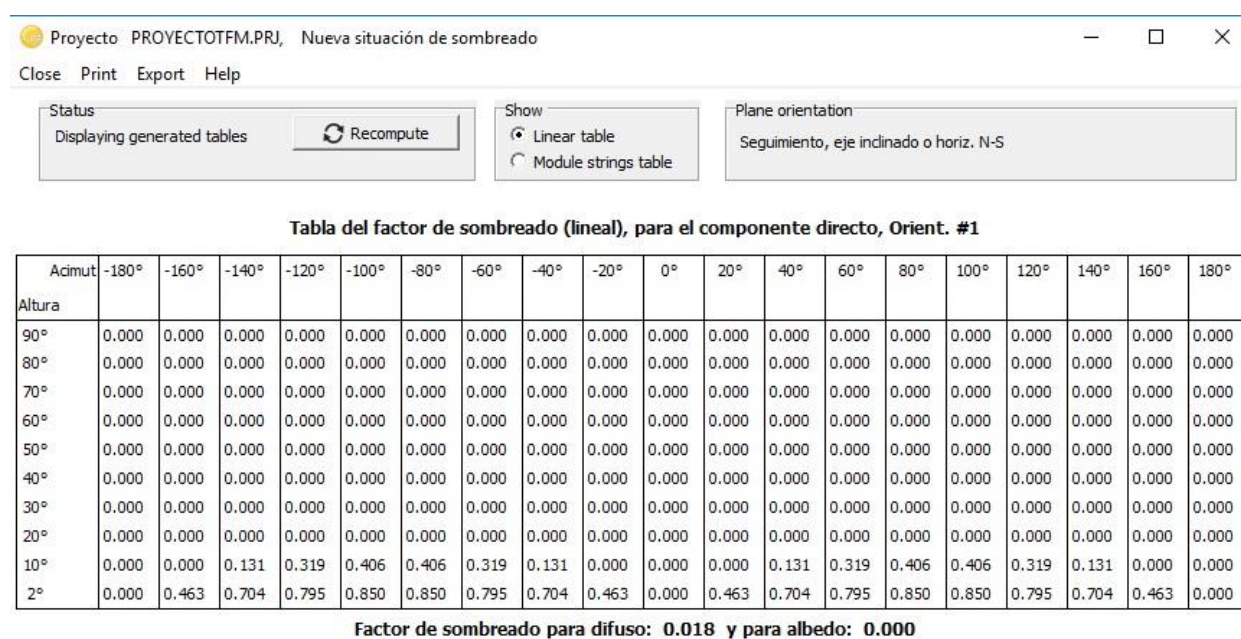 Proyecto PROYECTOTFM.PRJ, Nueva situación de sombreado
Close Print Export Help
Status
Displaying generated tables
Recompute
Show
Linear table
Module strings table
Plane orientation
Seguimiento, eje inclinado o horiz. N-S
Tabla del factor de sombreado (lineal), para el componente directo, Orient. #1
Acimut -180° -160° -140° -120° -100° -80° -60° -40° -20° 0° 20° 40° 60° 80° 100° 120° 140° 160° 180°
Altura
90° 0.000 0.000 0.000 0.000 0.000 0.000 0.000 0.000 0.000 0.000 0.000 0.000 0.000 0.000 0.000 0.000 0.000 0.000 0.000
80° 0.000 0.000 0.000 0.000 0.000 0.000 0.000 0.000 0.000 0.000 0.000 0.000 0.000 0.000 0.000 0.000 0.000 0.000 0.000
70° 0.000 0.000 0.000 0.000 0.000 0.000 0.000 0.000 0.000 0.000 0.000 0.000 0.000 0.000 0.000 0.000 0.000 0.000 0.000
60° 0.000 0.000 0.000 0.000 0.000 0.000 0.000 0.000 0.000 0.000 0.000 0.000 0.000 0.000 0.000 0.000 0.000 0.000 0.000
50° 0.000 0.000 0.000 0.000 0.000 0.000 0.000 0.000 0.000 0.000 0.000 0.000 0.000 0.000 0.000 0.000 0.000 0.000 0.000
40° 0.000 0.000 0.000 0.000 0.000 0.000 0.000 0.000 0.000 0.000 0.000 0.000 0.000 0.000 0.000 0.000 0.000 0.000 0.000
30° 0.000 0.000 0.000 0.000 0.000 0.000 0.000 0.000 0.000 0.000 0.000 0.000 0.000 0.000 0.000 0.000 0.000 0.000 0.000
20° 0.000 0.000 0.000 0.000 0.000 0.000 0.000 0.000 0.000 0.000 0.000 0.000 0.000 0.000 0.000 0.000 0.000 0.000 0.000
10° 0.000 0.000 0.131 0.319 0.406 0.406 0.319 0.131 0.000 0.000 0.000 0.131 0.319 0.406 0.406 0.319 0.131 0.000 0.000
2° 0.000 0.463 0.704 0.795 0.850 0.850 0.795 0.704 0.463 0.000 0.463 0.704 0.795 0.850 0.850 0.795 0.704 0.463 0.000
Factor de sombreado para difuso: 0.018 y para albedo: 0.000